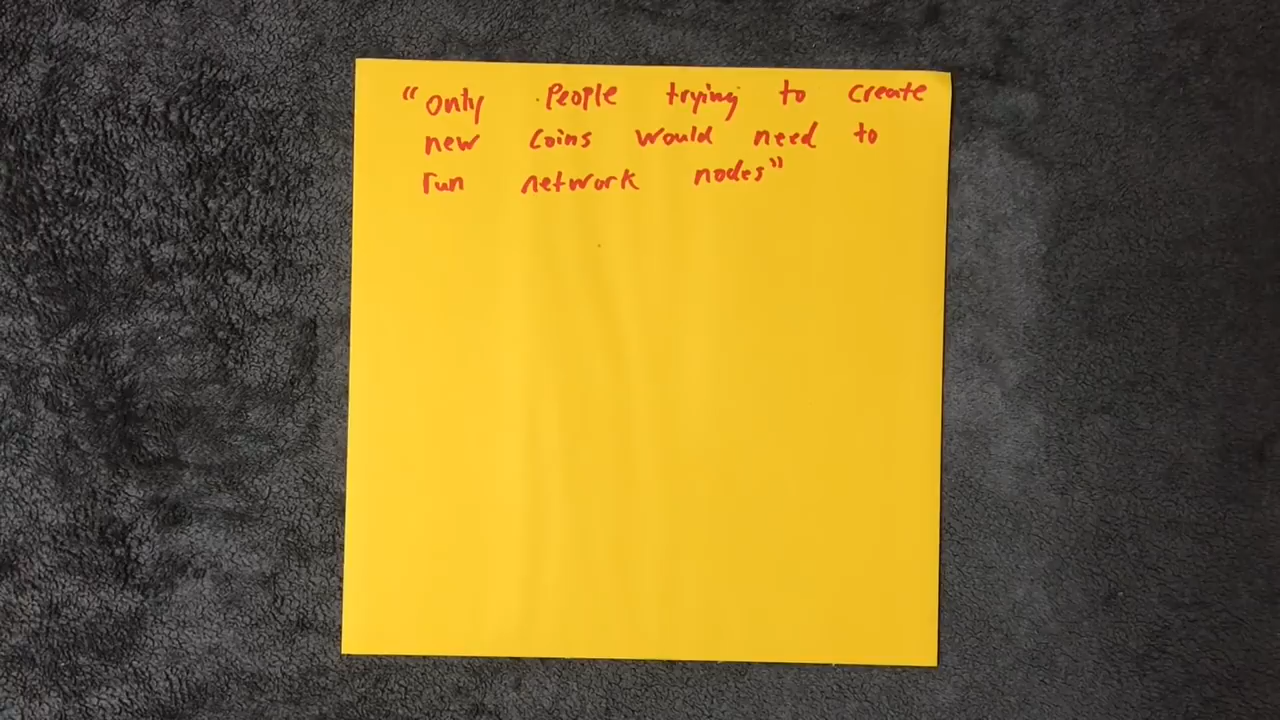 "Only People trying to create
new coins would need to
run network nodes"